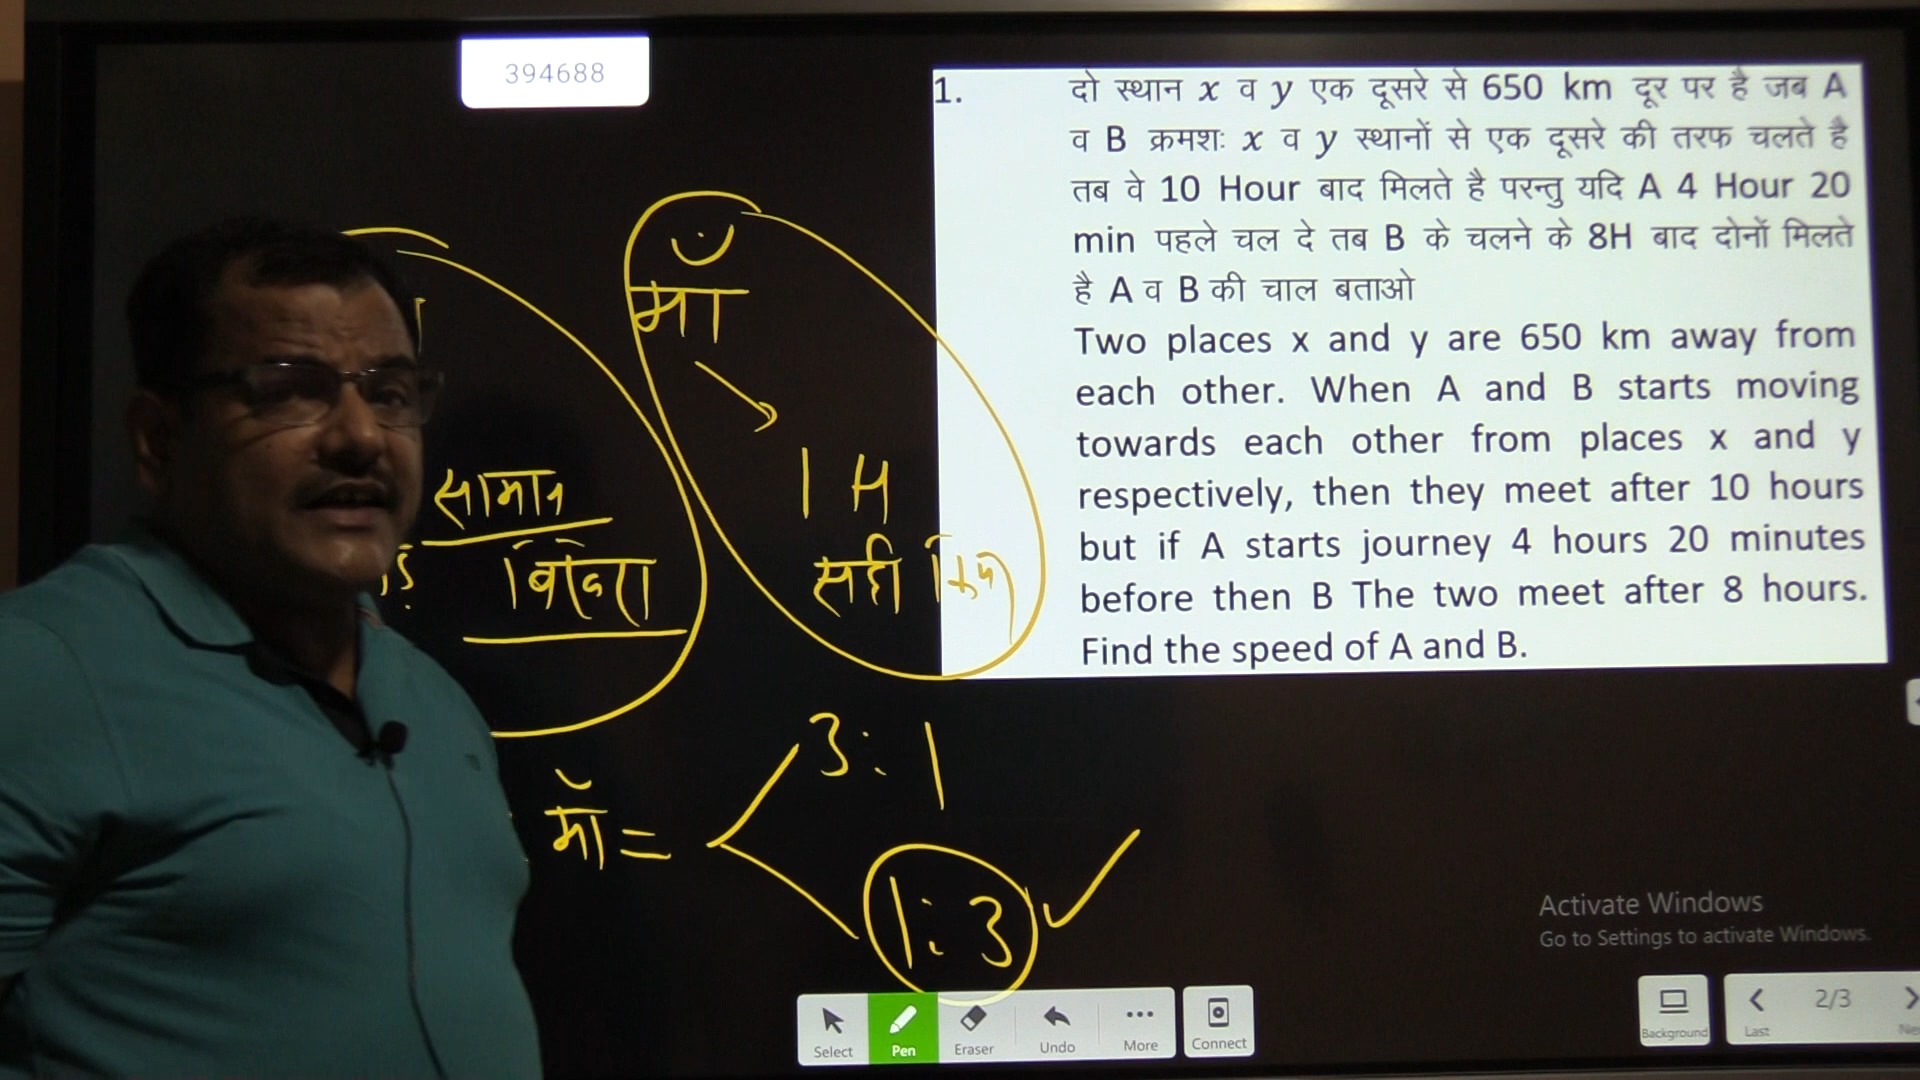 394688
1. दो स्थान x व y एक दूसरे से 650 km दूर पर है जब A
व B क्रमशः x व y स्थानों से एक दूसरे की तरफ चलते है
तब वे 10 Hour बाद मिलते है परन्तु यदि A 4 Hour 20
min पहले चल दे तब B के चलने के 8H बाद दोनों मिलते
है A व B की चाल बताओ
Two places x and y are 650 km away from
each other. When A and B starts moving
towards each other from places x and y
respectively, then they meet after 10 hours
but if A starts journey 4 hours 20 minutes
before then B The two meet after 8 hours.
Find the speed of A and B.
माँ
1 H
सही
सामान
3:1
माँ =
1:3
Activate Windows
Go to Settings to activate Windows.
Select
Pen
Eraser
Undo
More
Connect
Background
Last
2/3